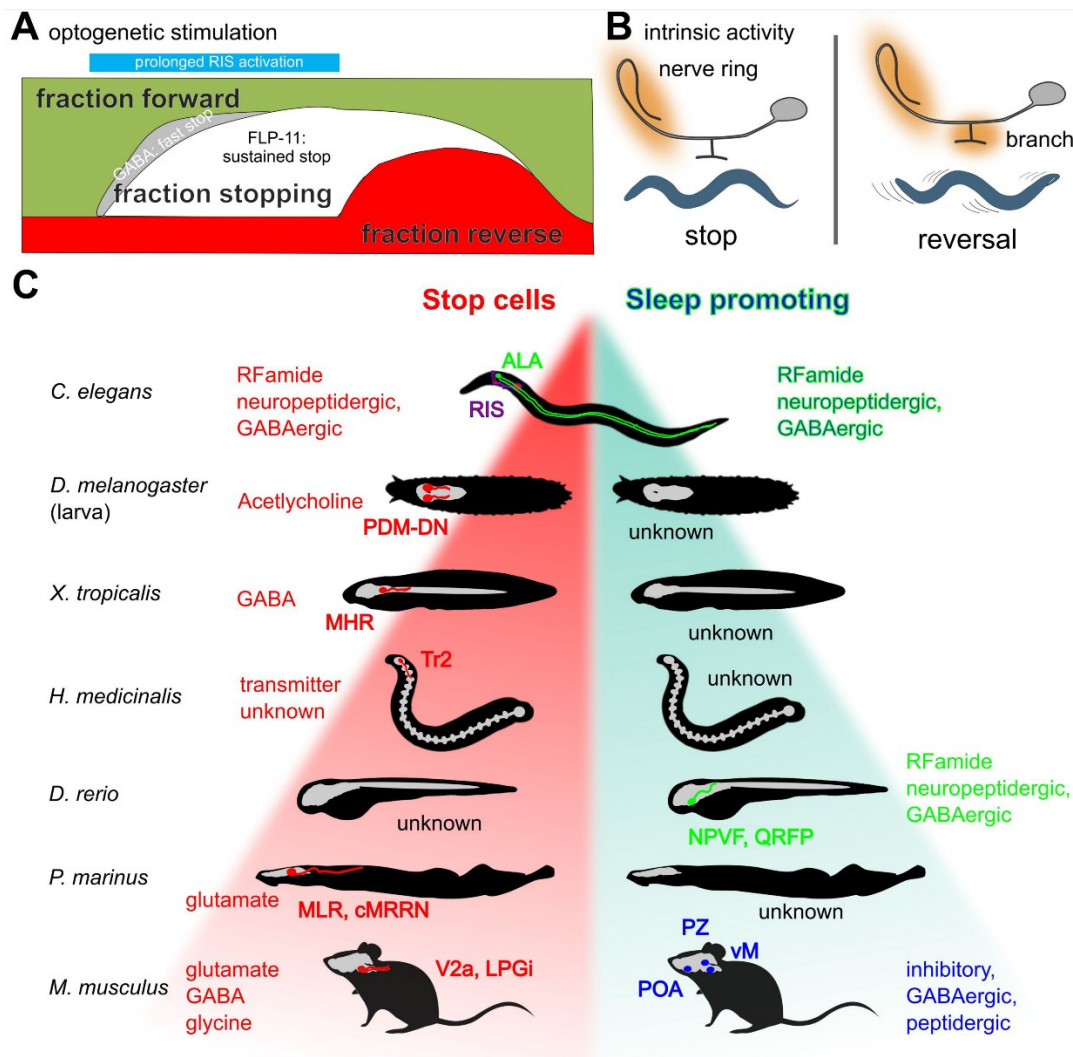 A
optogenetic stimulation
prolonged RIS activation
fraction forward
GABA: fast stop
FLP-11:
sustained stop
fraction stopping
fraction reverse
B
intrinsic activity
nerve ring
branch
stop
reversal
C
Stop cells
Sleep promoting
C. elegans
RFamide
neuropeptidergic,
GABAergic
ALA
RIS
RFamide
neuropeptidergic,
GABAergic
D. melanogaster
(larva)
Acetlycholine
PDM-DN
unknown
X. tropicalis
GABA
MHR
unknown
H. medicinalis
transmitter
unknown
Tr2
unknown
D. rerio
unknown
NPVF, QRFP
RFamide
neuropeptidergic,
GABAergic
P. marinus
glutamate
MLR, cMRRN
unknown
M. musculus
glutamate
GABA
glycine
V2a, LPGi
PZ
vM
POA
inhibitory,
GABAergic,
peptidergic